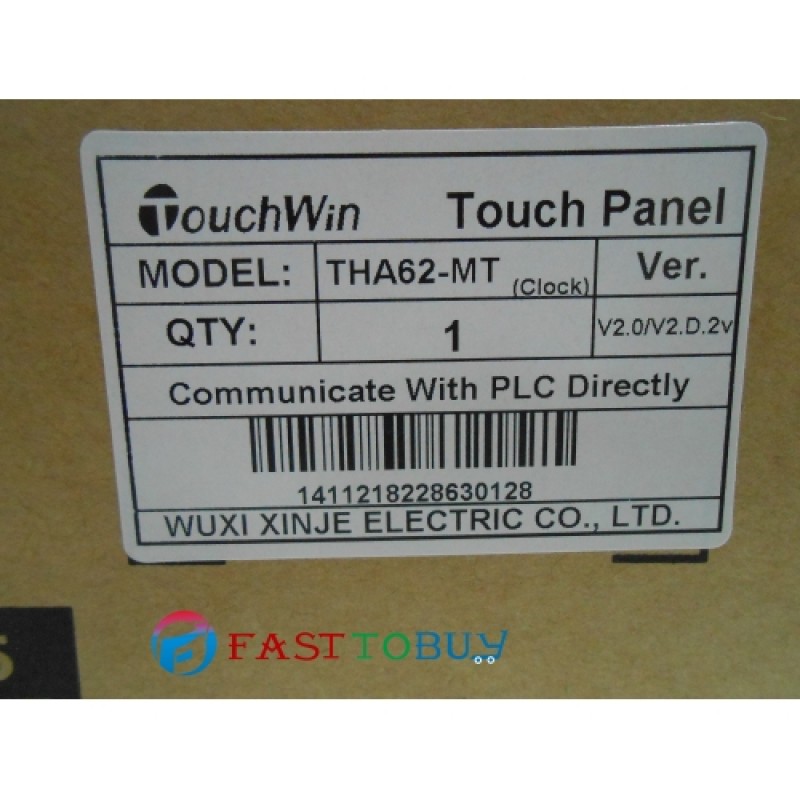 TouchWin Touch Panel
MODEL: THA62-MT (Clock) Ver.
QTY: 1 V2.0/V2.D.2v
Communicate With PLC Directly
1411218228630128
WUXI XINJE ELECTRIC CO., LTD.
5
FASTTOBUY